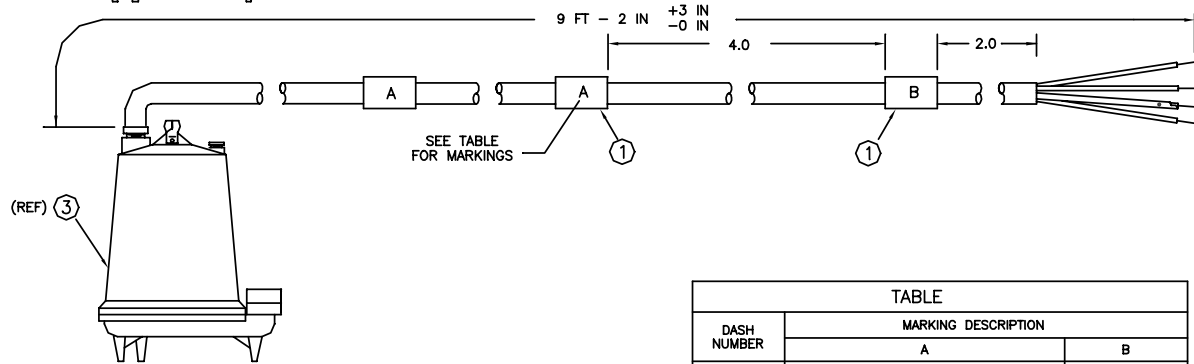 9 FT - 2 IN +3 IN
-0 IN
4.0
2.0
A
A
B
SEE TABLE
FOR MARKINGS
1
1
(REF) 3
TABLE
DASH
NUMBER
MARKING DESCRIPTION
A
B